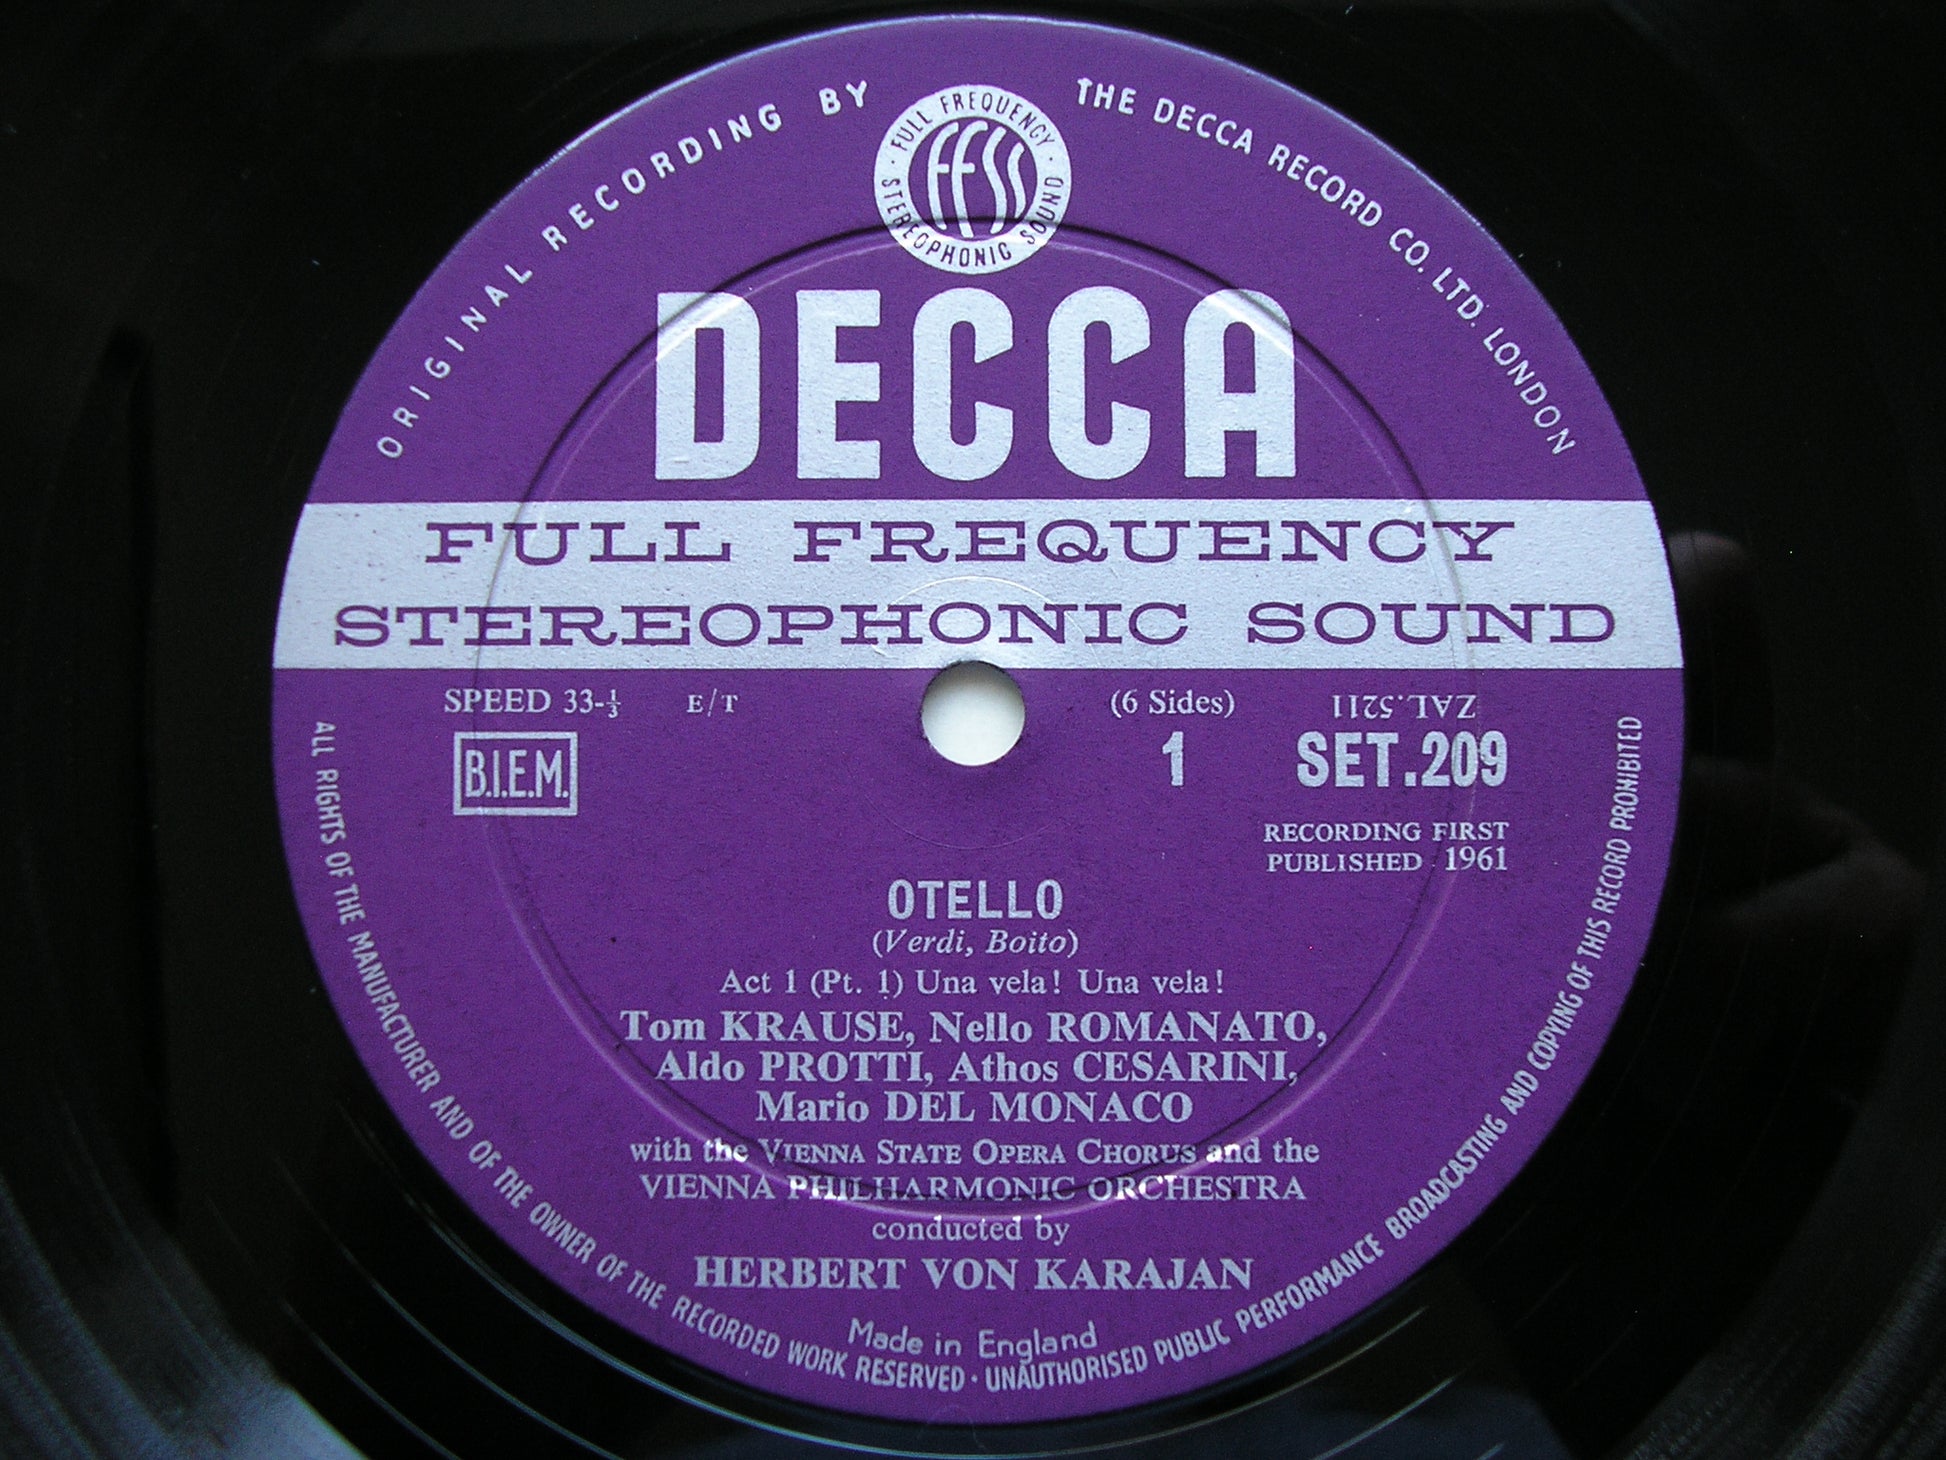 ORIGINAL RECORDING BY THE DECCA RECORD CO. LTD. LONDON
· FULL FREQUENCY · STEREOPHONIC SOUND
FFSS
DECCA
FULL FREQUENCY
STEREOPHONIC SOUND
SPEED 33-⅓ E/T (6 Sides) ZAL.5211
B.I.E.M. 1 SET.209
RECORDING FIRST
PUBLISHED 1961
OTELLO
(Verdi, Boito)
Act 1 (Pt. 1) Una vela! Una vela!
Tom KRAUSE, Nello ROMANATO,
Aldo PROTTI, Athos CESARINI,
Mario DEL MONACO
with the VIENNA STATE OPERA CHORUS and the
VIENNA PHILHARMONIC ORCHESTRA
conducted by
HERBERT VON KARAJAN
Made in England
ALL RIGHTS OF THE MANUFACTURER AND OF THE OWNER OF THE RECORDED WORK RESERVED · UNAUTHORISED PUBLIC PERFORMANCE BROADCASTING AND COPYING OF THIS RECORD PROHIBITED